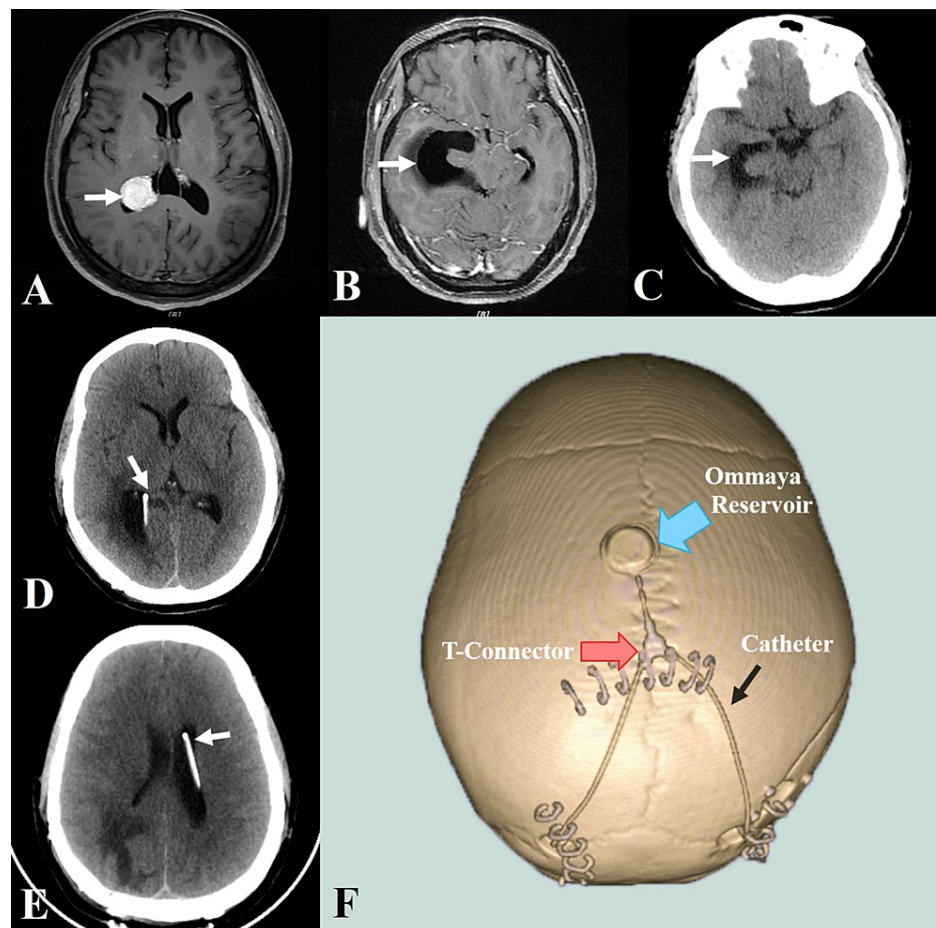 A
B
C
[R]
[R]
D
E
Ommaya
Reservoir
T-Connector
Catheter
F